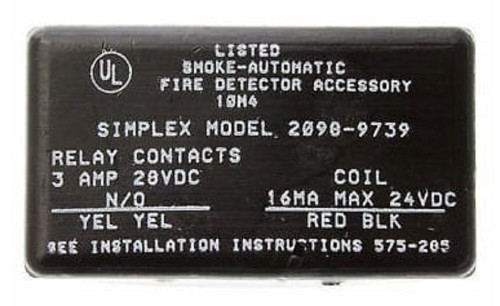 UL
LISTED
SMOKE-AUTOMATIC
FIRE DETECTOR ACCESSORY
10M4
SIMPLEX MODEL 2098-9739
RELAY CONTACTS
3 AMP 28VDC COIL
N/O 16MA MAX 24VDC
YEL YEL RED BLK
SEE INSTALLATION INSTRUCTIONS 575-205